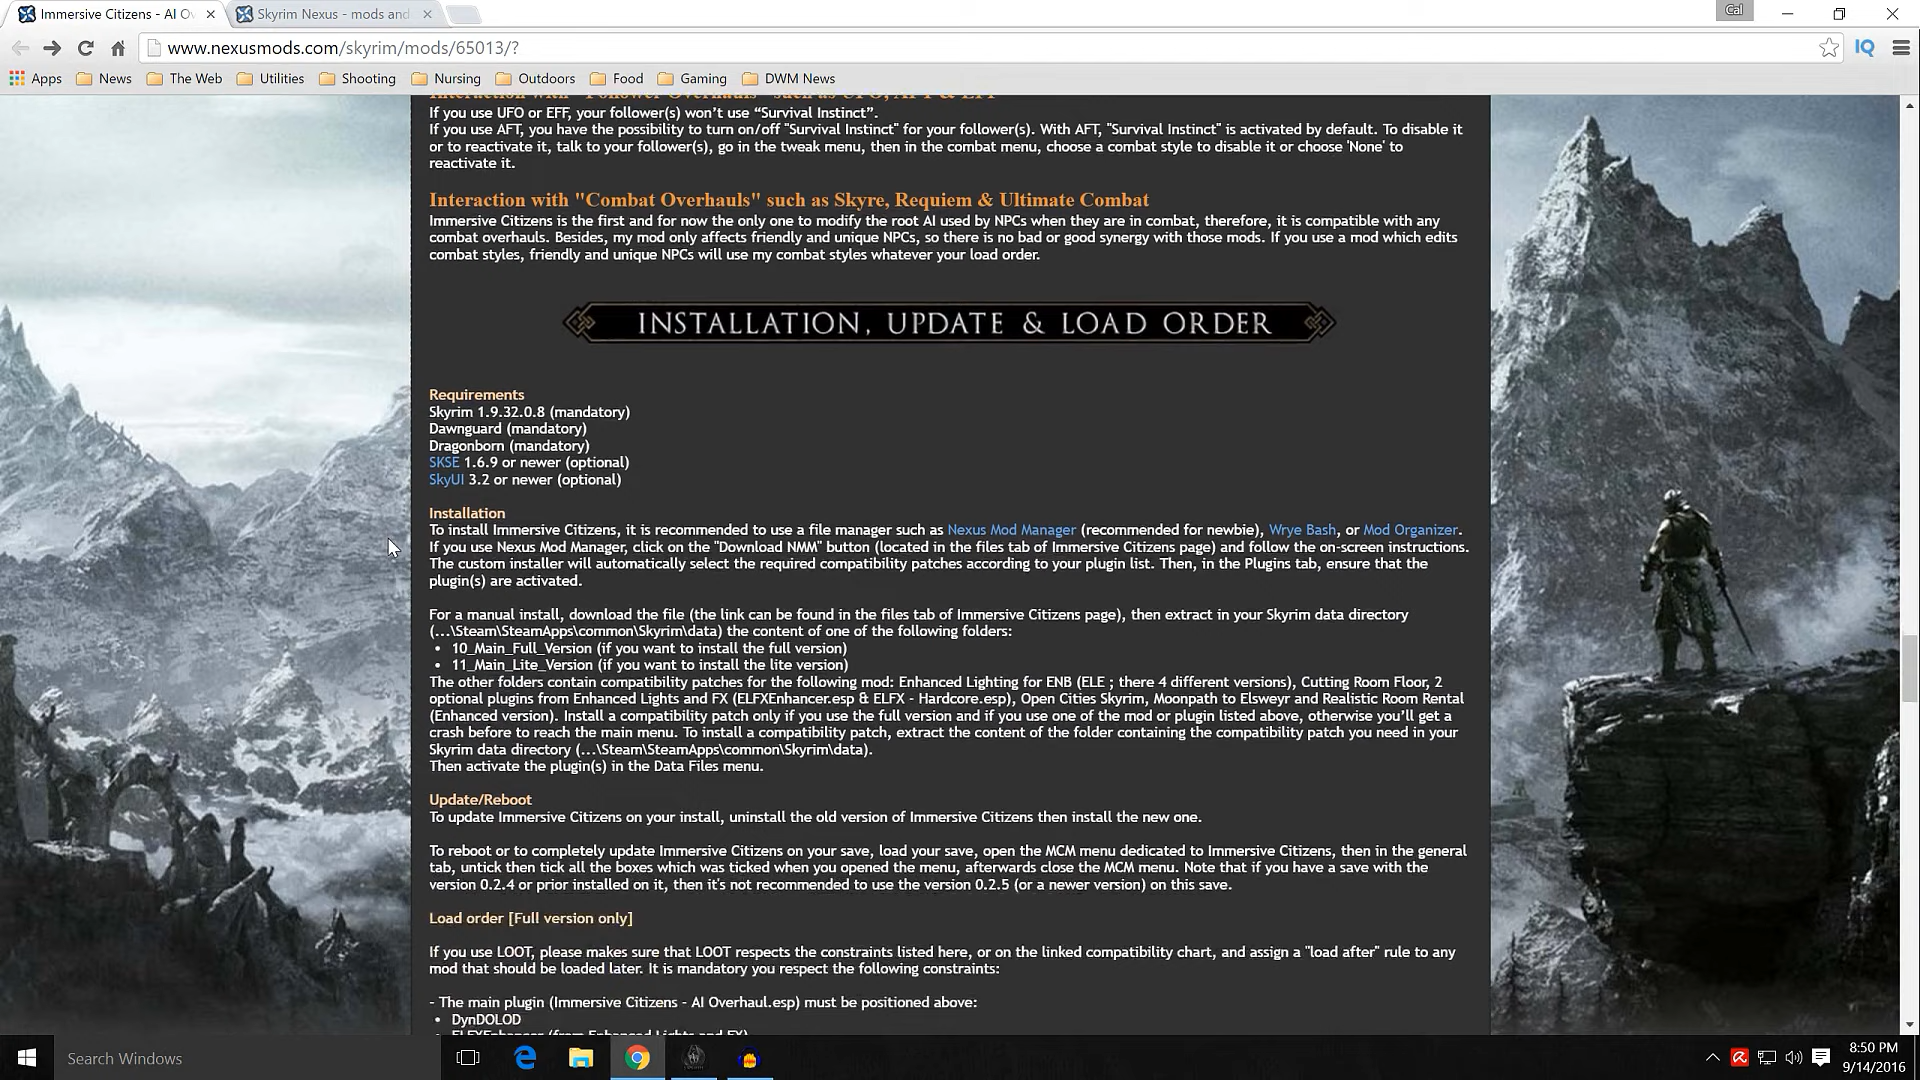 Immersive Citizens - AI O
Skyrim Nexus - mods and
Cal
www.nexusmods.com/skyrim/mods/65013/?
IQ
Apps
News
The Web
Utilities
Shooting
Nursing
Outdoors
Food
Gaming
DWM News
Interaction with "Follower Overhauls" such as UFO, AFT & EFF
If you use UFO or EFF, your follower(s) won't use “Survival Instinct”.
If you use AFT, you have the possibility to turn on/off "Survival Instinct" for your follower(s). With AFT, "Survival Instinct" is activated by default. To disable it
or to reactivate it, talk to your follower(s), go in the tweak menu, then in the combat menu, choose a combat style to disable it or choose 'None' to
reactivate it.
Interaction with "Combat Overhauls" such as Skyre, Requiem & Ultimate Combat
Immersive Citizens is the first and for now the only one to modify the root AI used by NPCs when they are in combat, therefore, it is compatible with any
combat overhauls. Besides, my mod only affects friendly and unique NPCs, so there is no bad or good synergy with those mods. If you use a mod which edits
combat styles, friendly and unique NPCs will use my combat styles whatever your load order.
INSTALLATION, UPDATE & LOAD ORDER
Requirements
Skyrim 1.9.32.0.8 (mandatory)
Dawnguard (mandatory)
Dragonborn (mandatory)
SKSE 1.6.9 or newer (optional)
SkyUI 3.2 or newer (optional)
Installation
To install Immersive Citizens, it is recommended to use a file manager such as Nexus Mod Manager (recommended for newbie), Wrye Bash, or Mod Organizer.
If you use Nexus Mod Manager, click on the "Download NMM" button (located in the files tab of Immersive Citizens page) and follow the on-screen instructions.
The custom installer will automatically select the required compatibility patches according to your plugin list. Then, in the Plugins tab, ensure that the
plugin(s) are activated.
For a manual install, download the file (the link can be found in the files tab of Immersive Citizens page), then extract in your Skyrim data directory
(...\Steam\SteamApps\common\Skyrim\data) the content of one of the following folders:
• 10_Main_Full_Version (if you want to install the full version)
• 11_Main_Lite_Version (if you want to install the lite version)
The other folders contain compatibility patches for the following mod: Enhanced Lighting for ENB (ELE ; there 4 different versions), Cutting Room Floor, 2
optional plugins from Enhanced Lights and FX (ELFXEnhancer.esp & ELFX - Hardcore.esp), Open Cities Skyrim, Moonpath to Elsweyr and Realistic Room Rental
(Enhanced version). Install a compatibility patch only if you use the full version and if you use one of the mod or plugin listed above, otherwise you'll get a
crash before to reach the main menu. To install a compatibility patch, extract the content of the folder containing the compatibility patch you need in your
Skyrim data directory (...\Steam\SteamApps\common\Skyrim\data).
Then activate the plugin(s) in the Data Files menu.
Update/Reboot
To update Immersive Citizens on your install, uninstall the old version of Immersive Citizens then install the new one.
To reboot or to completely update Immersive Citizens on your save, load your save, open the MCM menu dedicated to Immersive Citizens, then in the general
tab, untick then tick all the boxes which was ticked when you opened the menu, afterwards close the MCM menu. Note that if you have a save with the
version 0.2.4 or prior installed on it, then it's not recommended to use the version 0.2.5 (or a newer version) on this save.
Load order [Full version only]
If you use LOOT, please makes sure that LOOT respects the constraints listed here, or on the linked compatibility chart, and assign a "load after" rule to any
mod that should be loaded later. It is mandatory you respect the following constraints:
- The main plugin (Immersive Citizens - AI Overhaul.esp) must be positioned above:
• DynDOLOD
• ELFXEnhancer (from Enhanced Lights and FX)
Search Windows
8:50 PM
9/14/2016